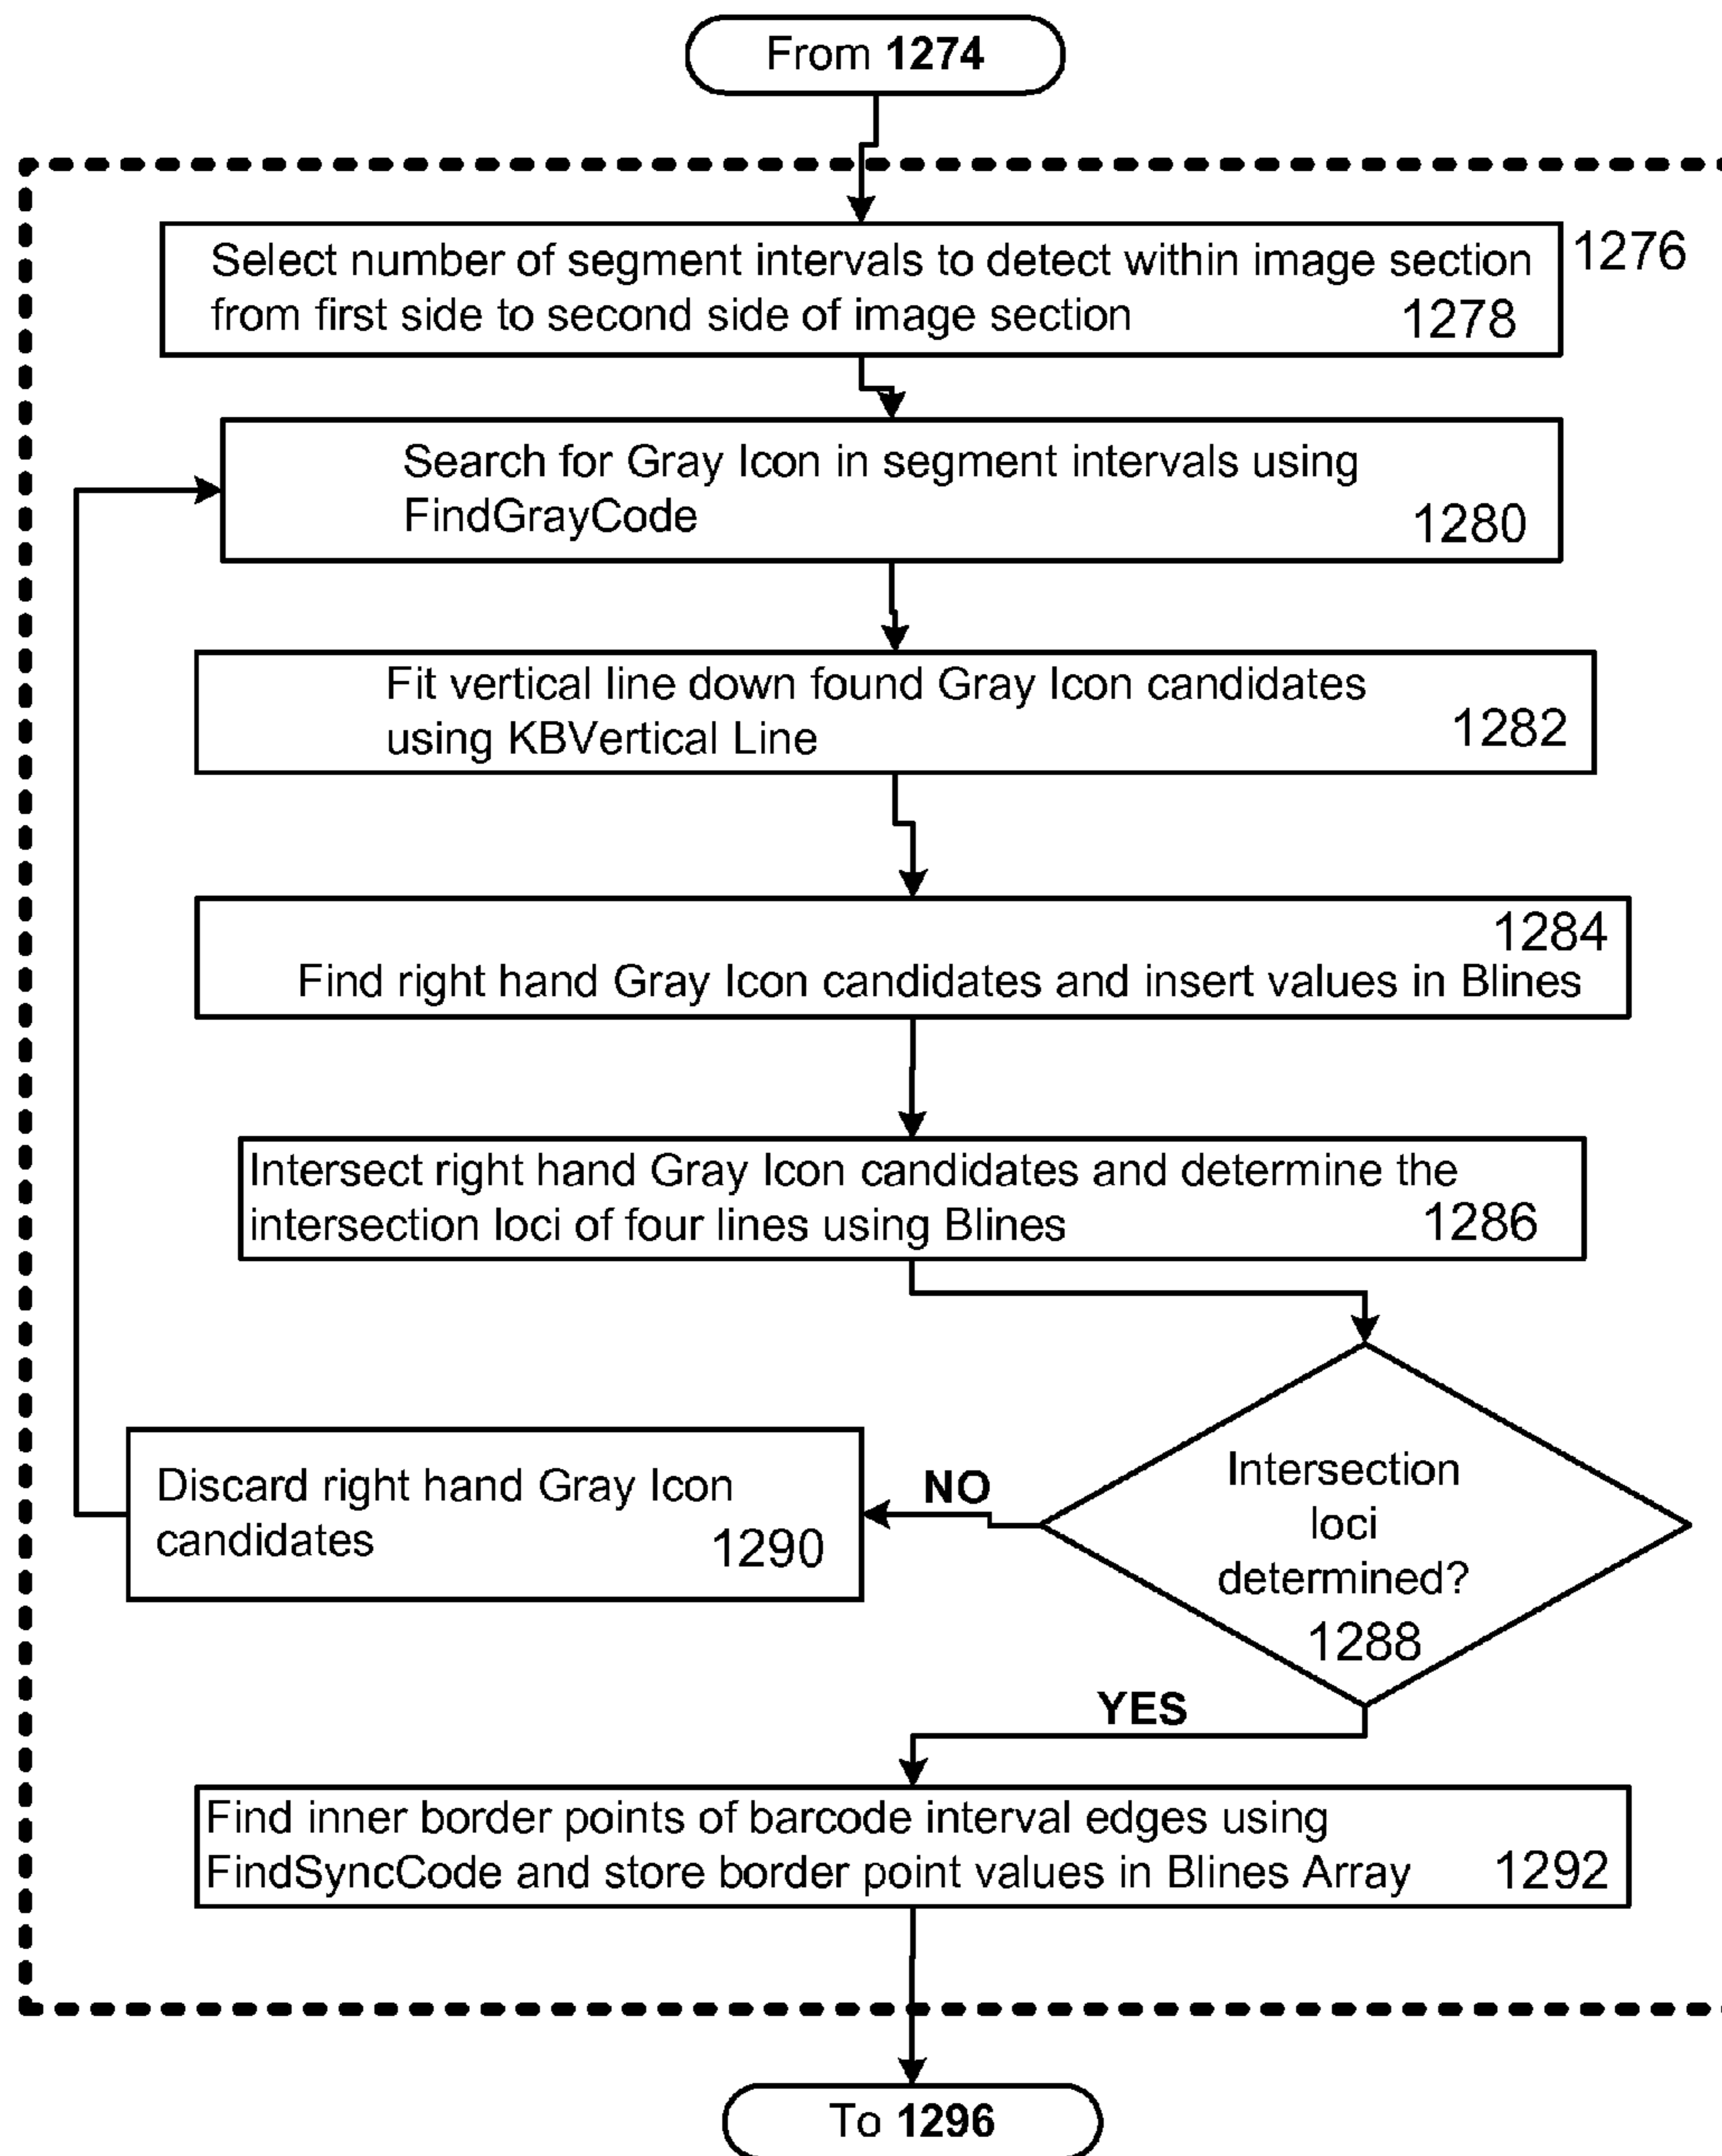 From 1274
1276
Select number of segment intervals to detect within image section
from first side to second side of image section
1278
Search for Gray Icon in segment intervals using
FindGrayCode
1280
Fit vertical line down found Gray Icon candidates
using KBVertical Line
1282
1284
Find right hand Gray Icon candidates and insert values in Blines
Intersect right hand Gray Icon candidates and determine the
intersection loci of four lines using Blines
1286
Intersection
loci
determined?
1288
NO
Discard right hand Gray Icon
candidates
1290
YES
Find inner border points of barcode interval edges using
FindSyncCode and store border point values in Blines Array
1292
To 1296